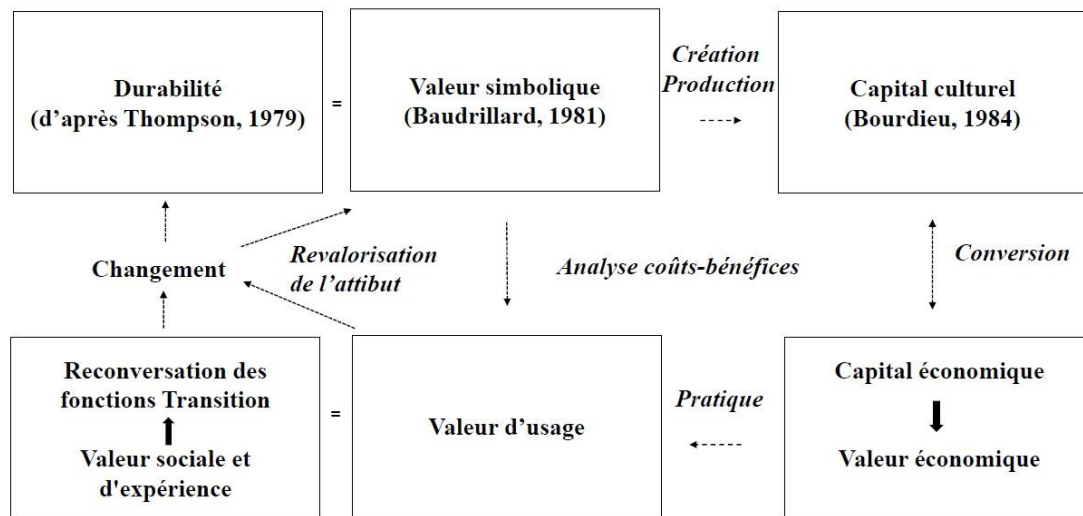 Durabilité
(d'après Thompson, 1979)
=
Valeur simbolique
(Baudrillard, 1981)
Création
Production
Capital culturel
(Bourdieu, 1984)
Changement
Revalorisation
de l'attibut
Analyse coûts-bénéfices
Conversion
Reconversation des
fonctions Transition
Valeur sociale et
d'expérience
=
Valeur d'usage
Pratique
Capital économique
Valeur économique